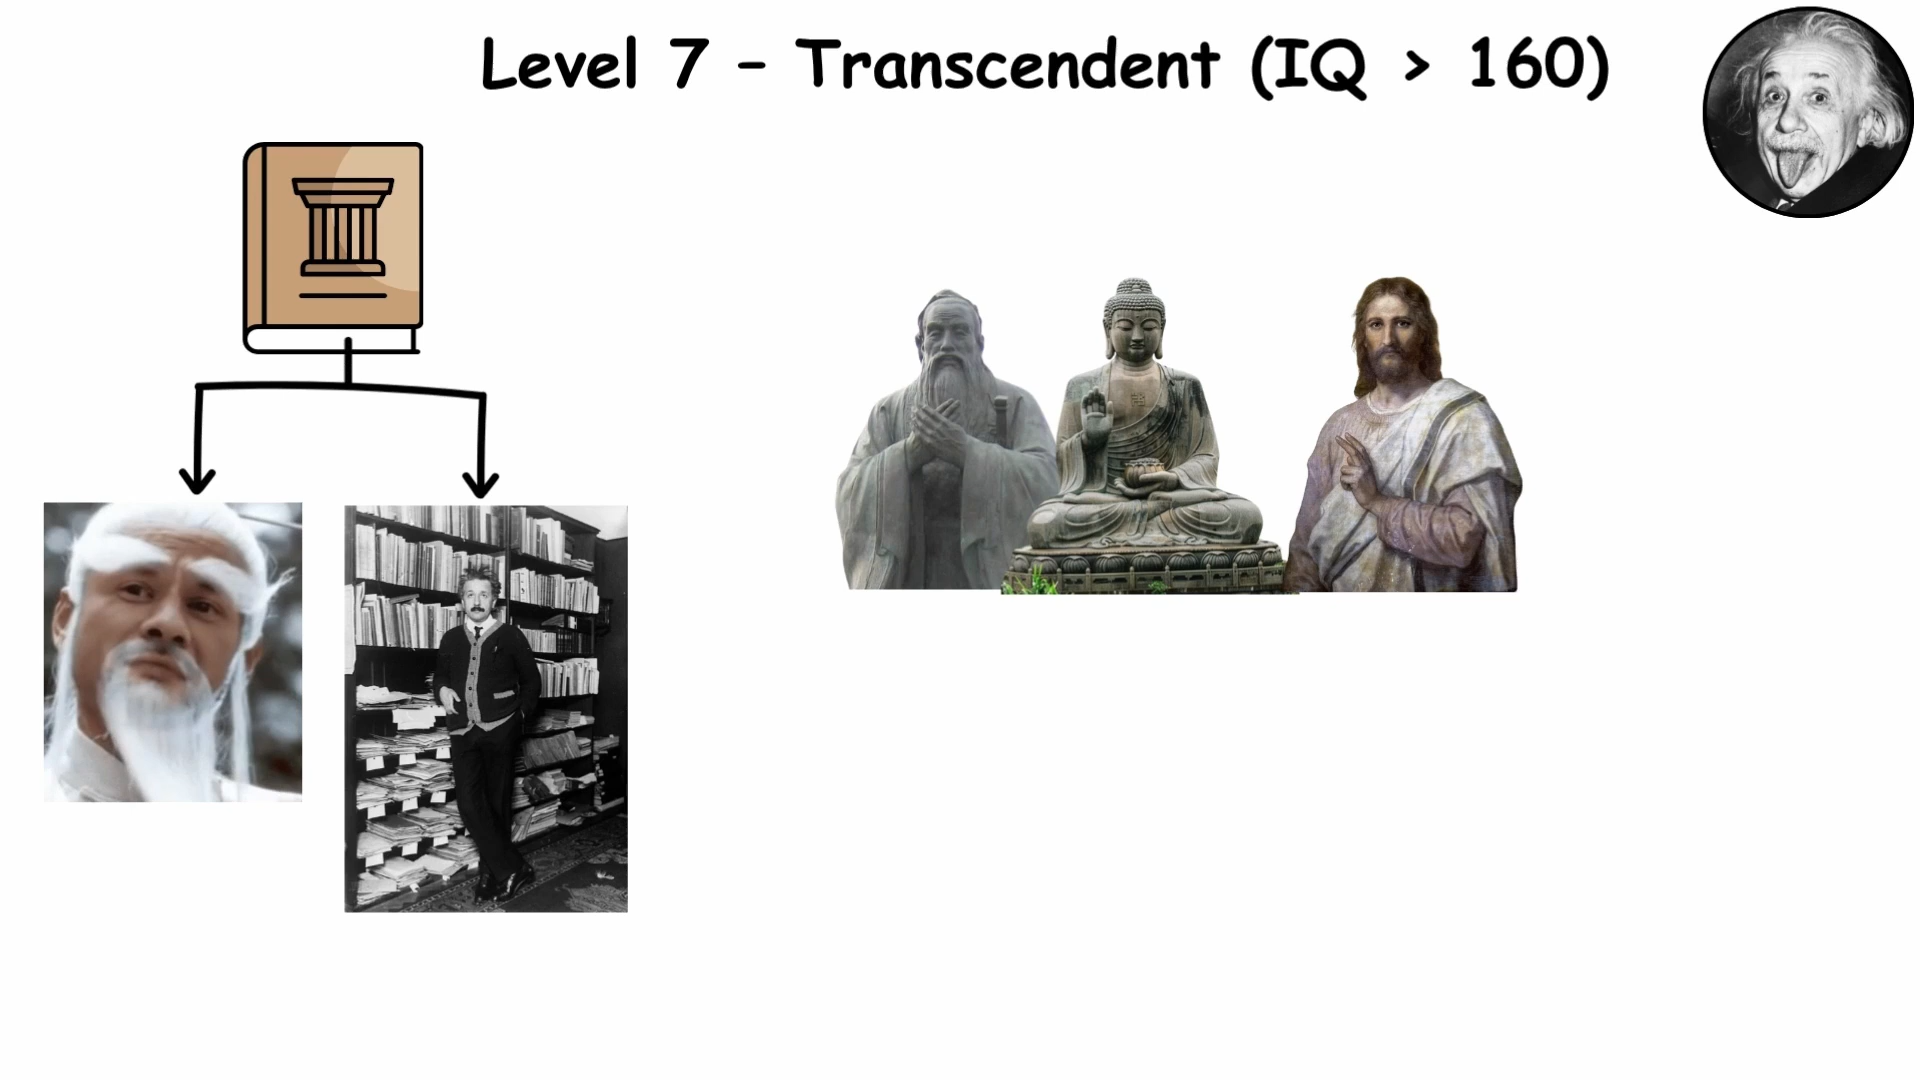 Level 7 – Transcendent (IQ > 160)